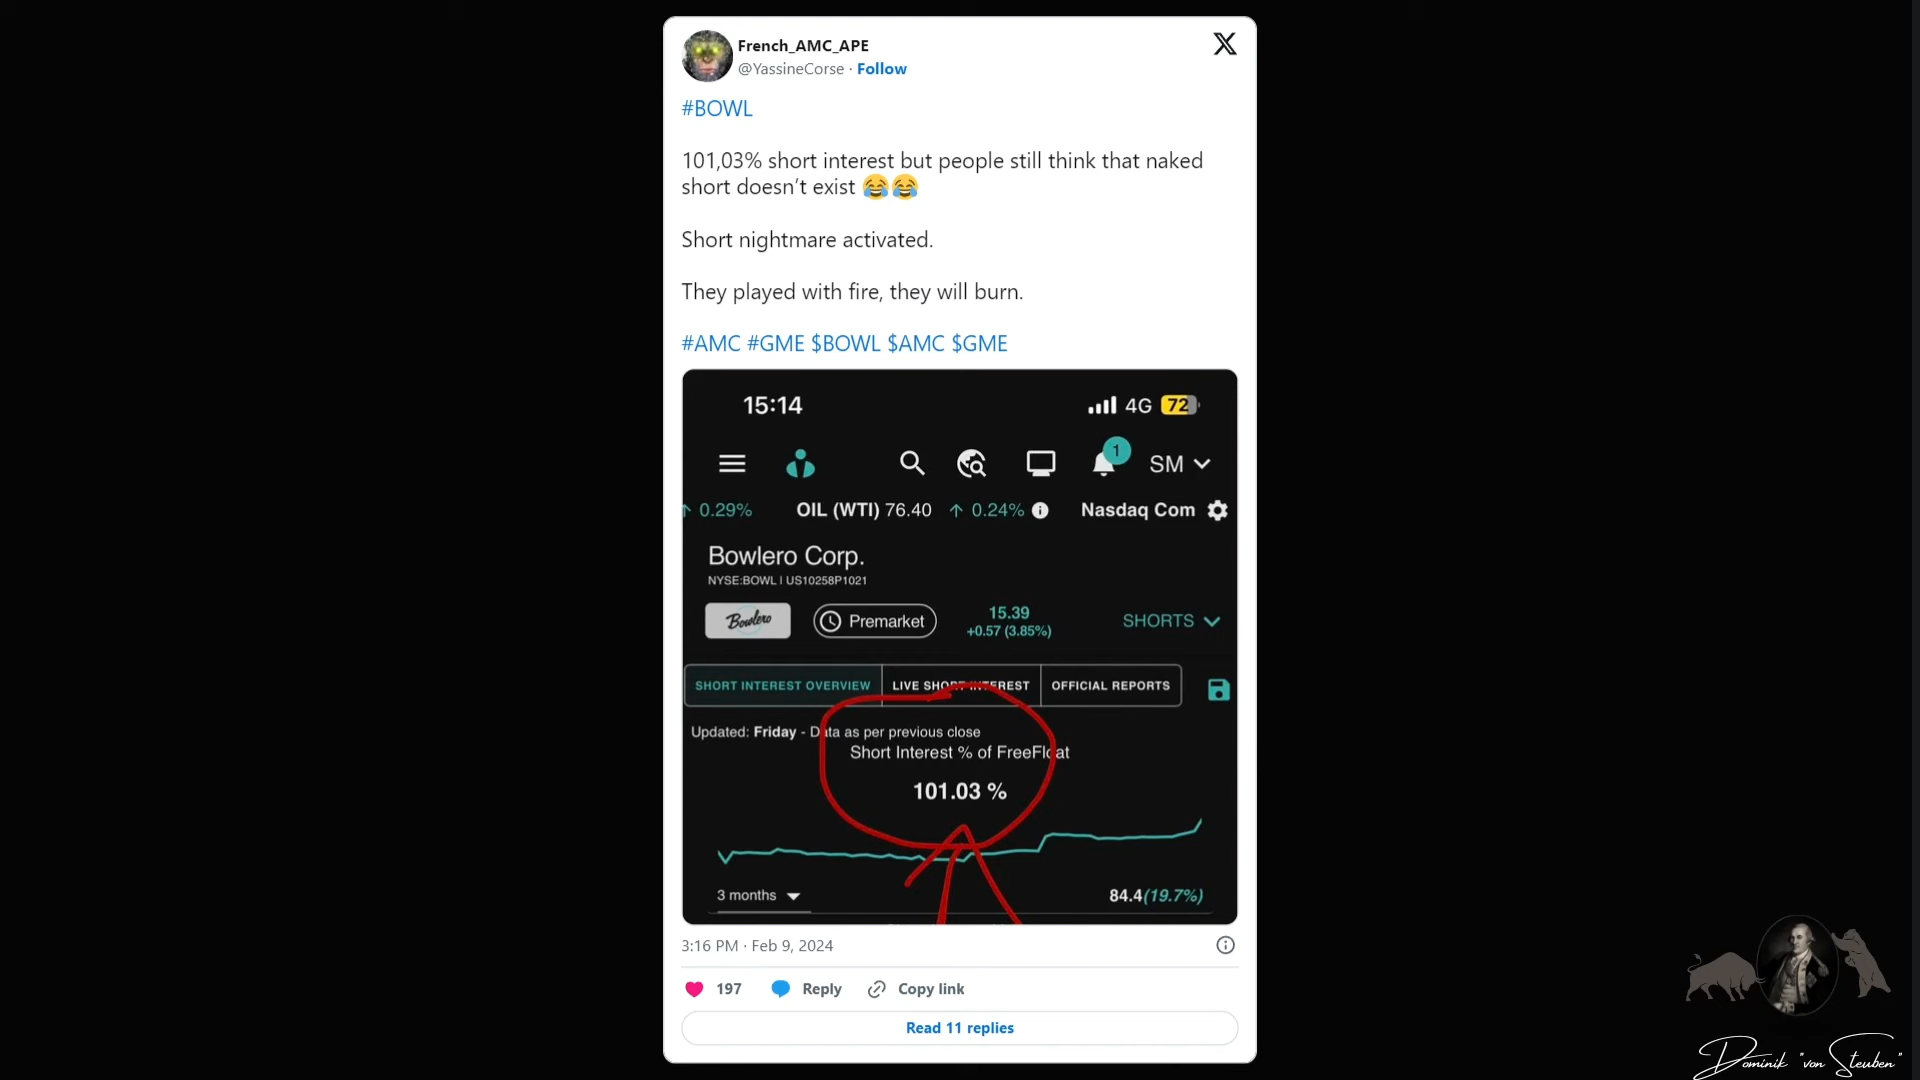 French_AMC_APE
@YassineCorse · Follow
#BOWL
101,03% short interest but people still think that naked
short doesn’t exist 😂😂
Short nightmare activated.
They played with fire, they will burn.
#AMC #GME $BOWL $AMC $GME
15:14 4G 72
1 SM
↑ 0.29% OIL (WTI) 76.40 ↑ 0.24% Nasdaq Com
Bowlero Corp.
NYSE:BOWL | US10258P1021
Bowlero Premarket 15.39 SHORTS
+0.57 (3.85%)
SHORT INTEREST OVERVIEW LIVE SHORT INTEREST OFFICIAL REPORTS
Updated: Friday - Data as per previous close
Short Interest % of FreeFloat
101.03 %
3 months 84.4(19.7%)
3:16 PM · Feb 9, 2024
197 Reply Copy link
Read 11 replies
Dominik "von Steuben"